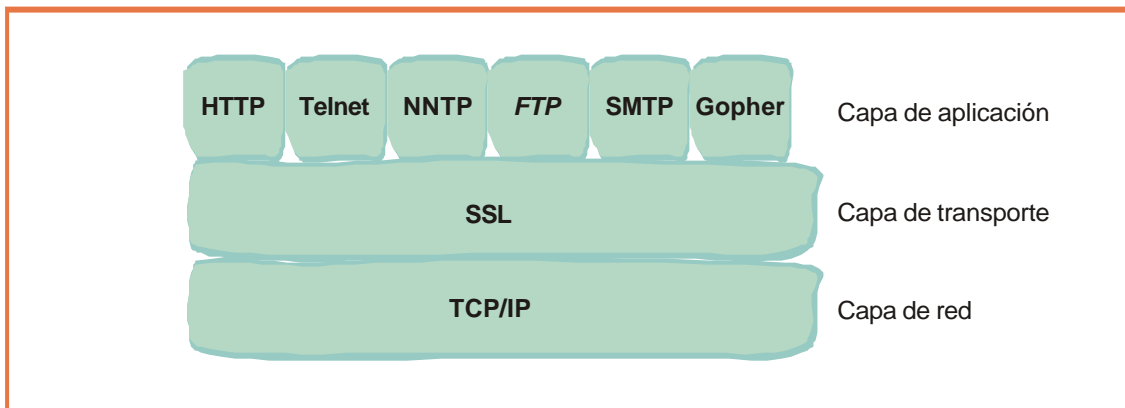 HTTP Telnet NNTP FTP SMTP Gopher Capa de aplicación
SSL Capa de transporte
TCP/IP Capa de red